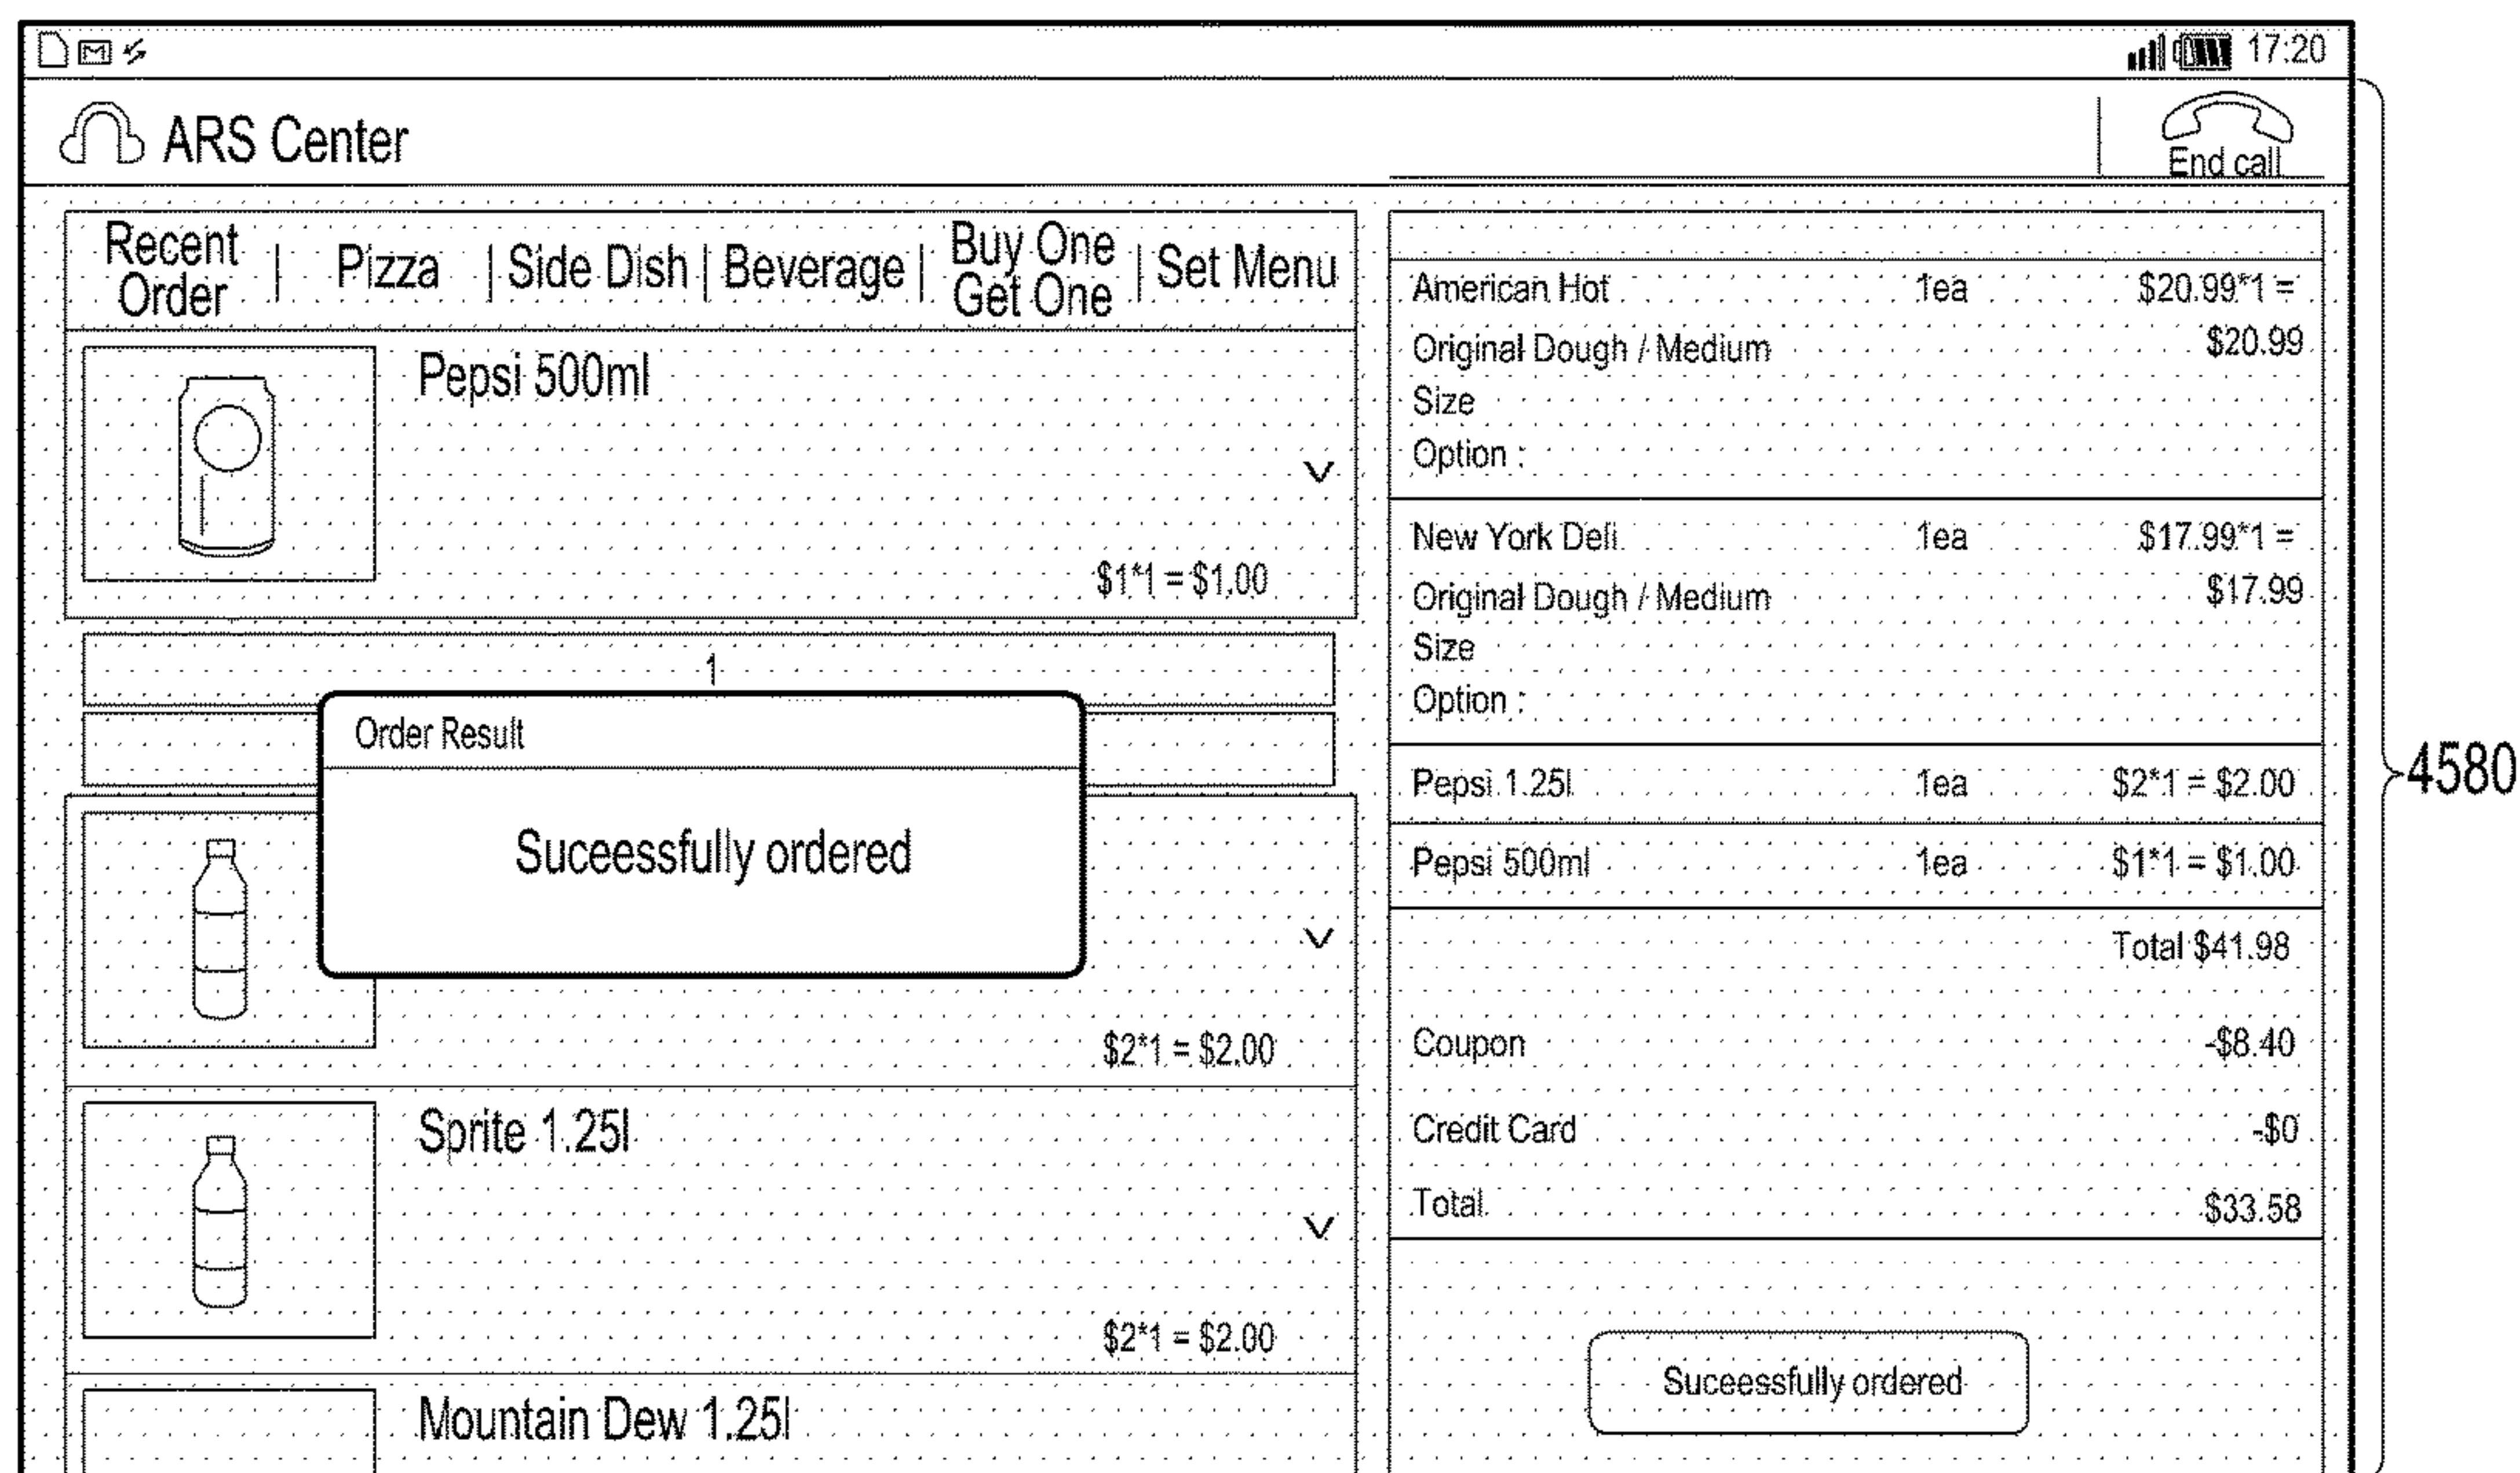 17:20
ARS Center
End call
Recent Order | Pizza | Side Dish | Beverage | Buy One Get One | Set Menu
Pepsi 500ml
$1*1 = $1.00
1
Order Result
Suceessfully ordered
$2*1 = $2.00
Sprite 1.25l
$2*1 = $2.00
Mountain Dew 1.25l
American Hot 1ea $20.99*1 =
Original Dough / Medium $20.99
Size
Option :
New York Deli 1ea $17.99*1 =
Original Dough / Medium $17.99
Size
Option :
Pepsi 1.25l 1ea $2*1 = $2.00
Pepsi 500ml 1ea $1*1 = $1.00
Total $41.98
Coupon -$8.40
Credit Card -$0
Total $33.58
Suceessfully ordered
4580